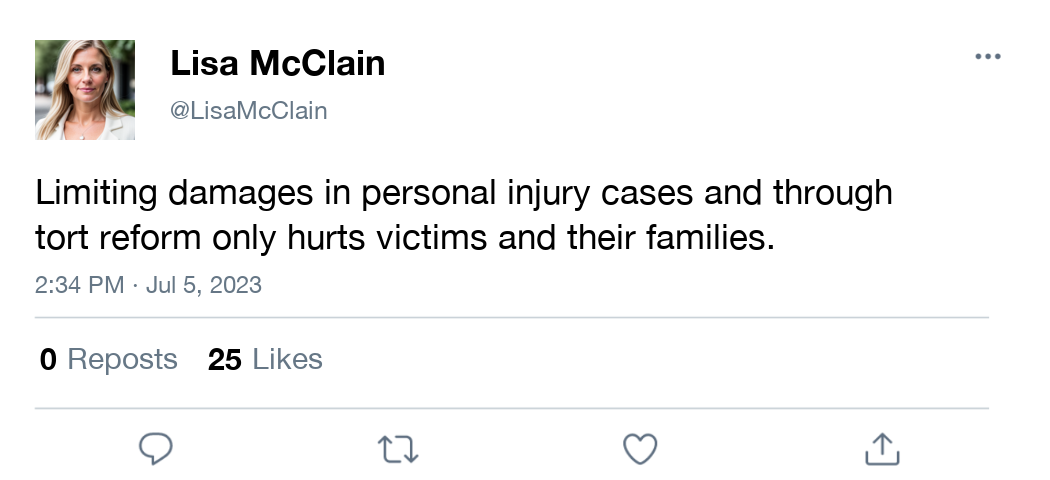 Lisa McClain
@LisaMcClain
Limiting damages in personal injury cases and through
tort reform only hurts victims and their families.
2:34 PM · Jul 5, 2023
0 Reposts 25 Likes